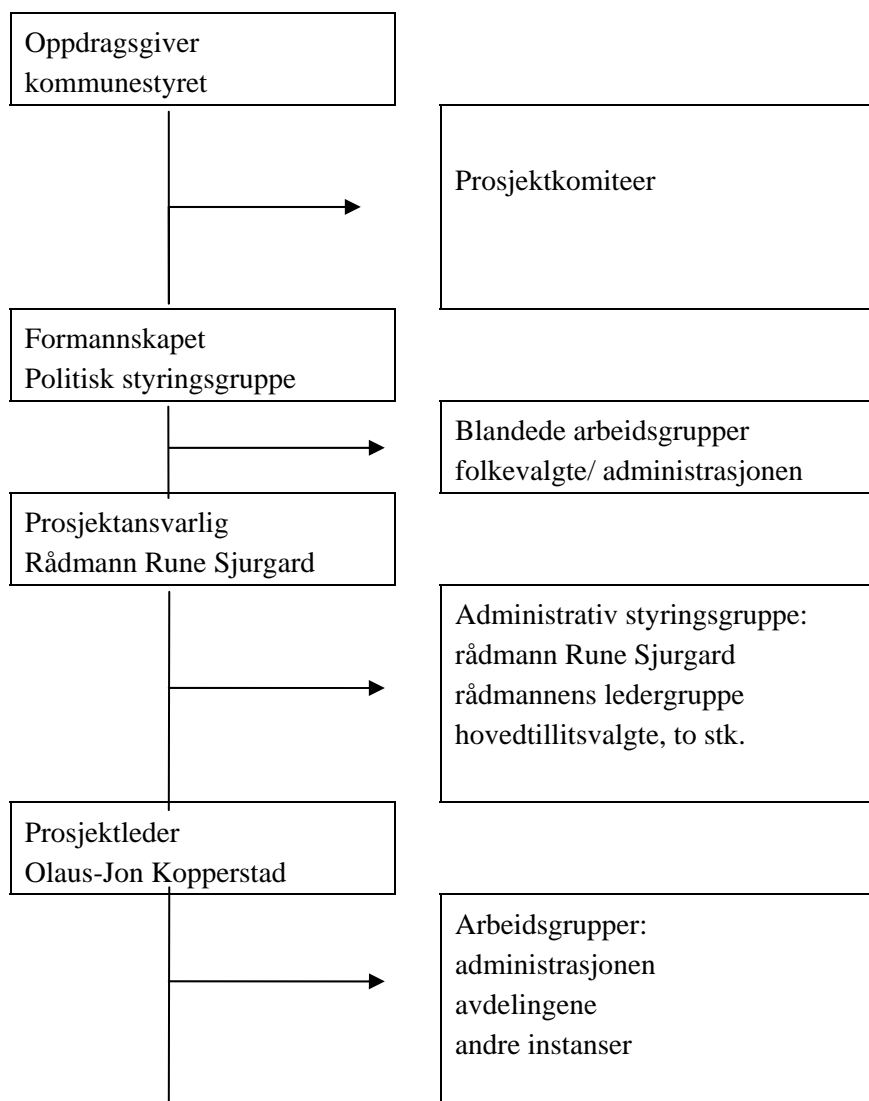 Oppdragsgiver
kommunestyret
Prosjektkomiteer
Formannskapet
Politisk styringsgruppe
Blandede arbeidsgrupper
folkevalgte/ administrasjonen
Prosjektansvarlig
Rådmann Rune Sjurgard
Administrativ styringsgruppe:
rådmann Rune Sjurgard
rådmannens ledergruppe
hovedtillitsvalgte, to stk.
Prosjektleder
Olaus-Jon Kopperstad
Arbeidsgrupper:
administrasjonen
avdelingene
andre instanser